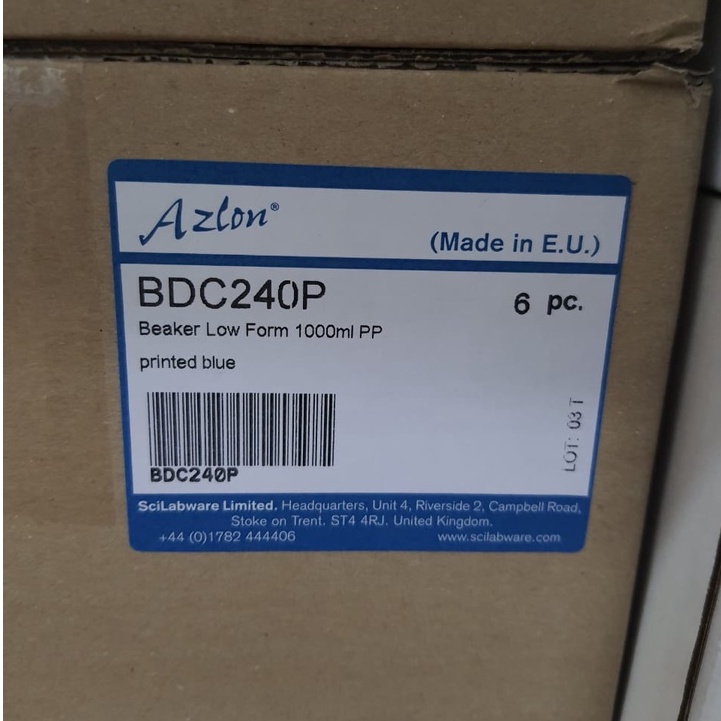 Azlon®
(Made in E.U.)
BDC240P
6 pc.
Beaker Low Form 1000ml PP
printed blue
LOT: 03 T
BDC240P
SciLabware Limited. Headquarters, Unit 4, Riverside 2, Campbell Road,
Stoke on Trent. ST4 4RJ. United Kingdom.
+44 (0)1782 444406
www.scilabware.com